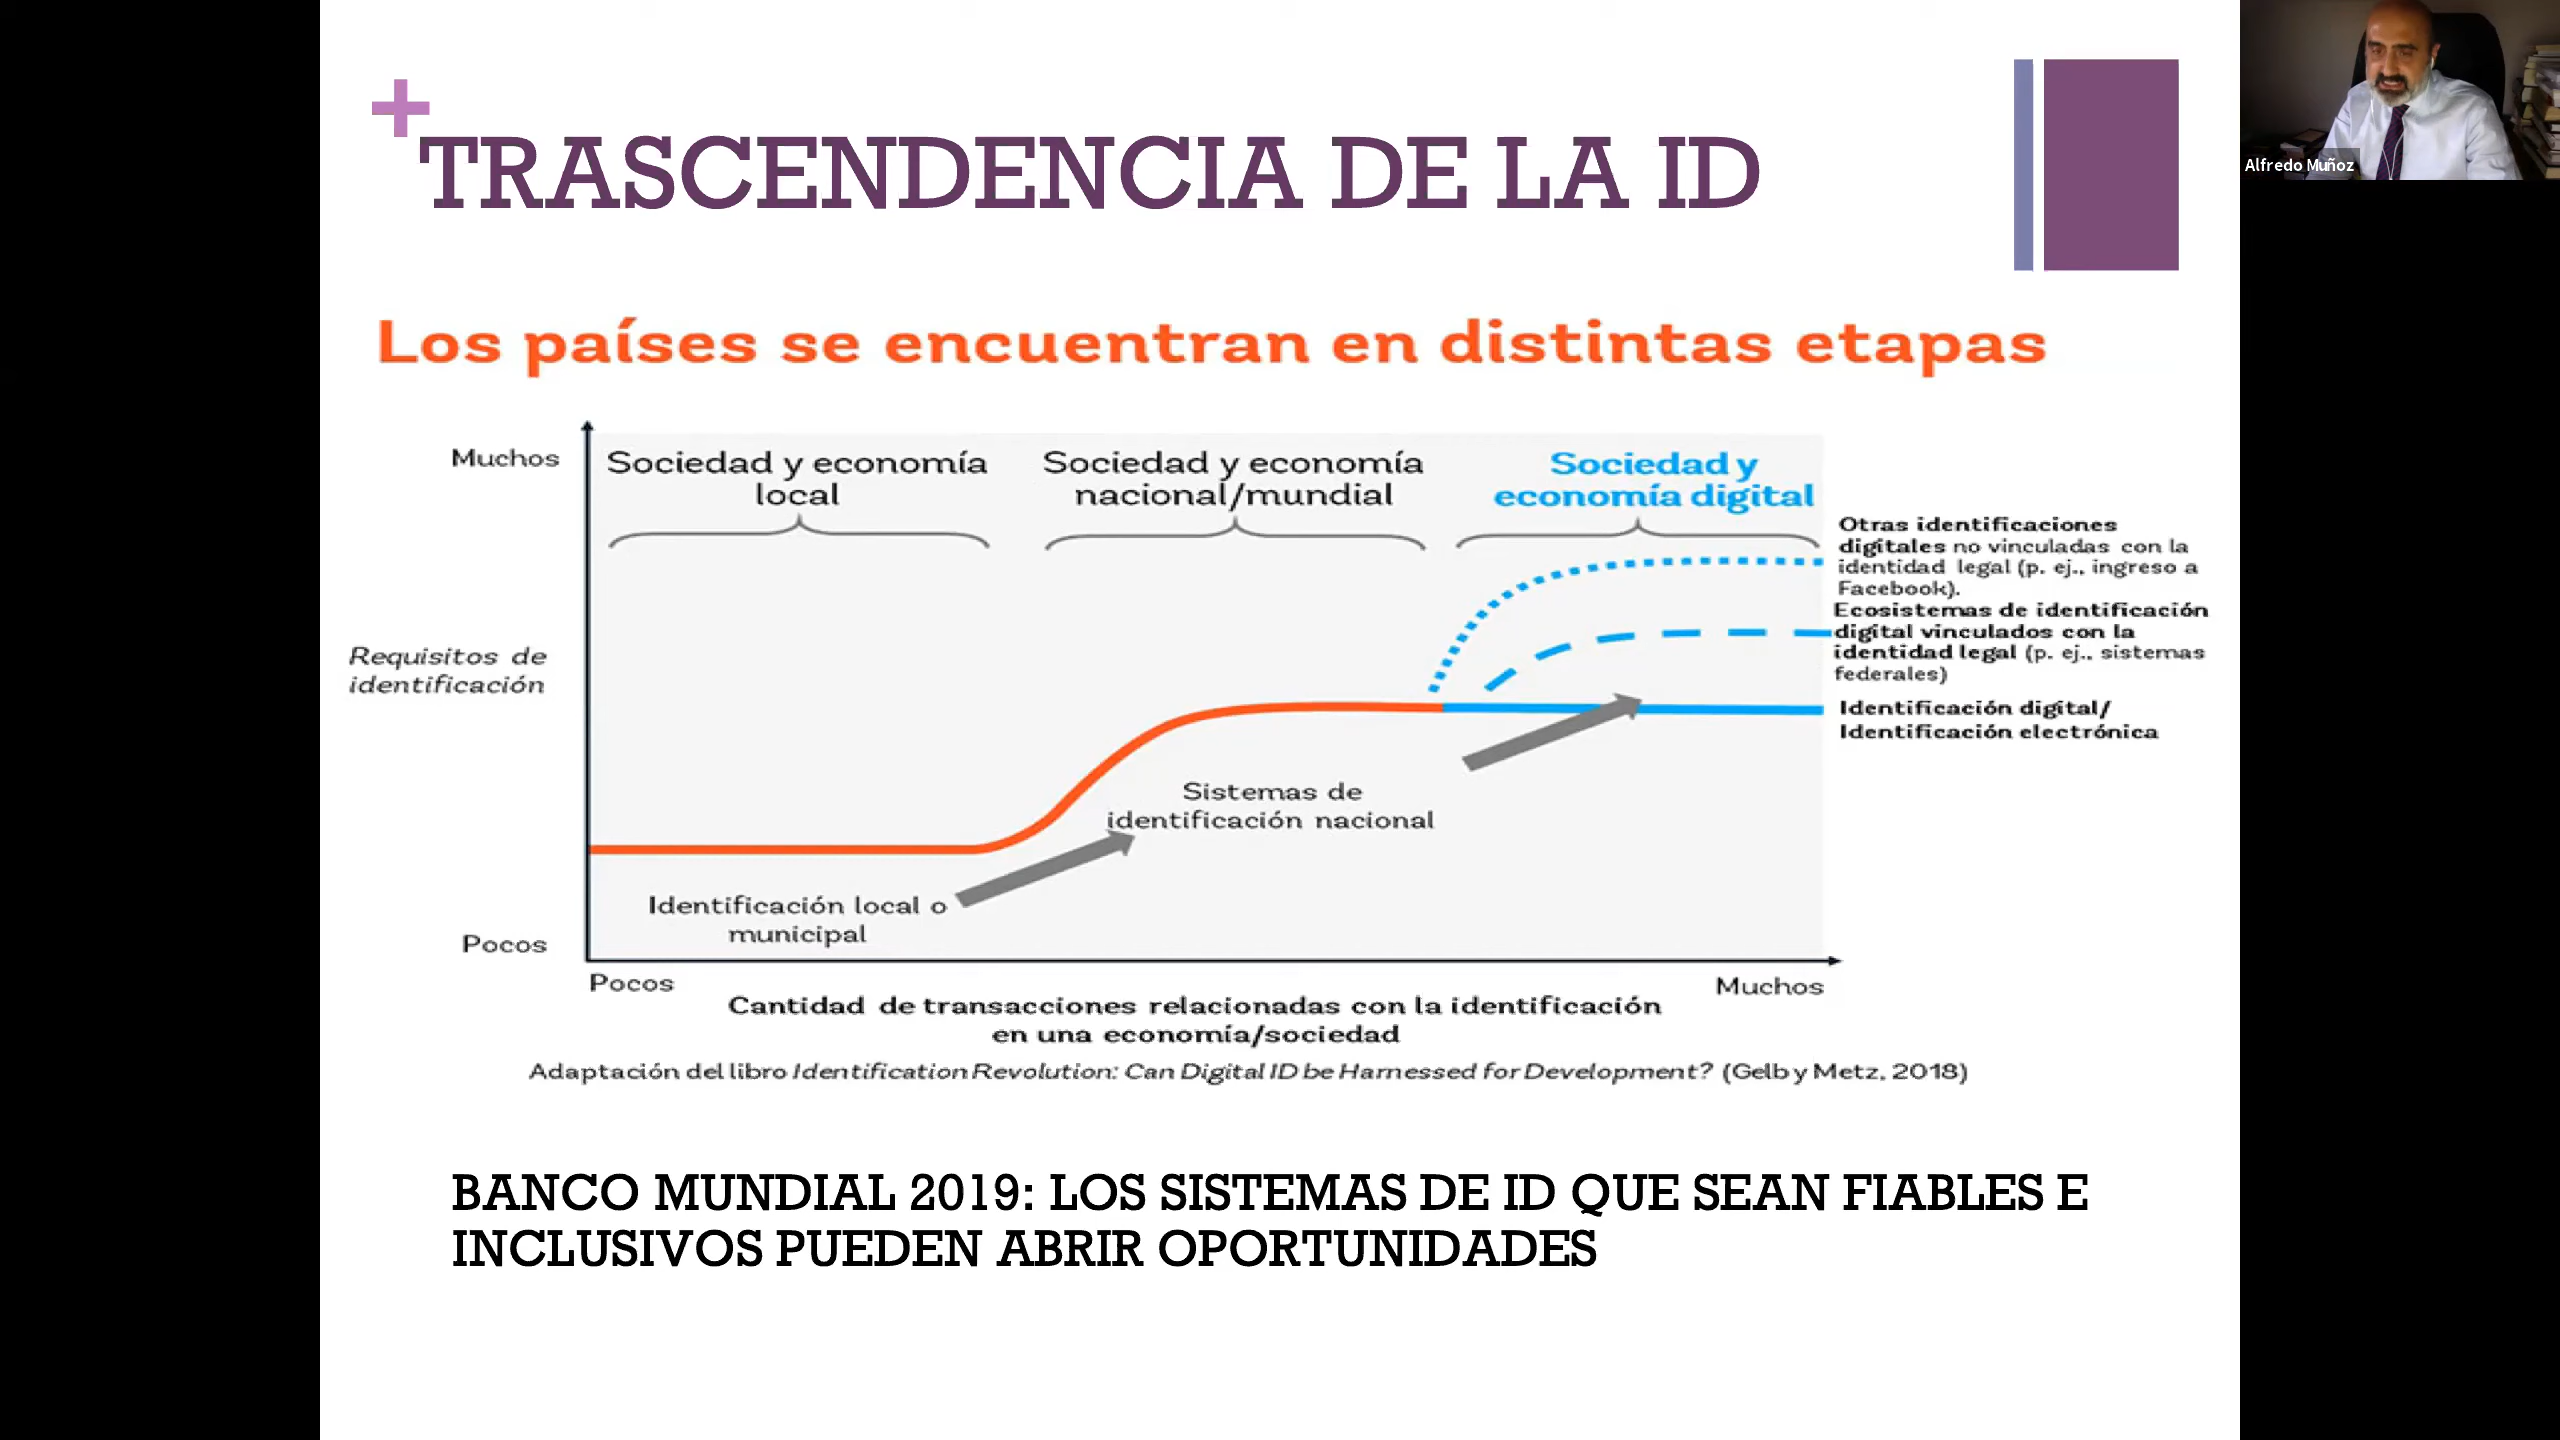 +
TRASCENDENCIA DE LA ID
Alfredo Muñoz
Los países se encuentran en distintas etapas
Muchos
Sociedad y economía
local
Sociedad y economía
nacional/mundial
Sociedad y
economía digital
Otras identificaciones
digitales no vinculadas con la
identidad legal (p. ej., ingreso a
Facebook).
Ecosistemas de identificación
digital vinculados con la
identidad legal (p. ej., sistemas
federales)
Requisitos de
identificación
Identificación digital/
Identificación electrónica
Sistemas de
identificación nacional
Identificación local o
municipal
Pocos
Pocos
Muchos
Cantidad de transacciones relacionadas con la identificación
en una economía/sociedad
Adaptación del libro Identification Revolution: Can Digital ID be Harnessed for Development? (Gelb y Metz, 2018)
BANCO MUNDIAL 2019: LOS SISTEMAS DE ID QUE SEAN FIABLES E
INCLUSIVOS PUEDEN ABRIR OPORTUNIDADES